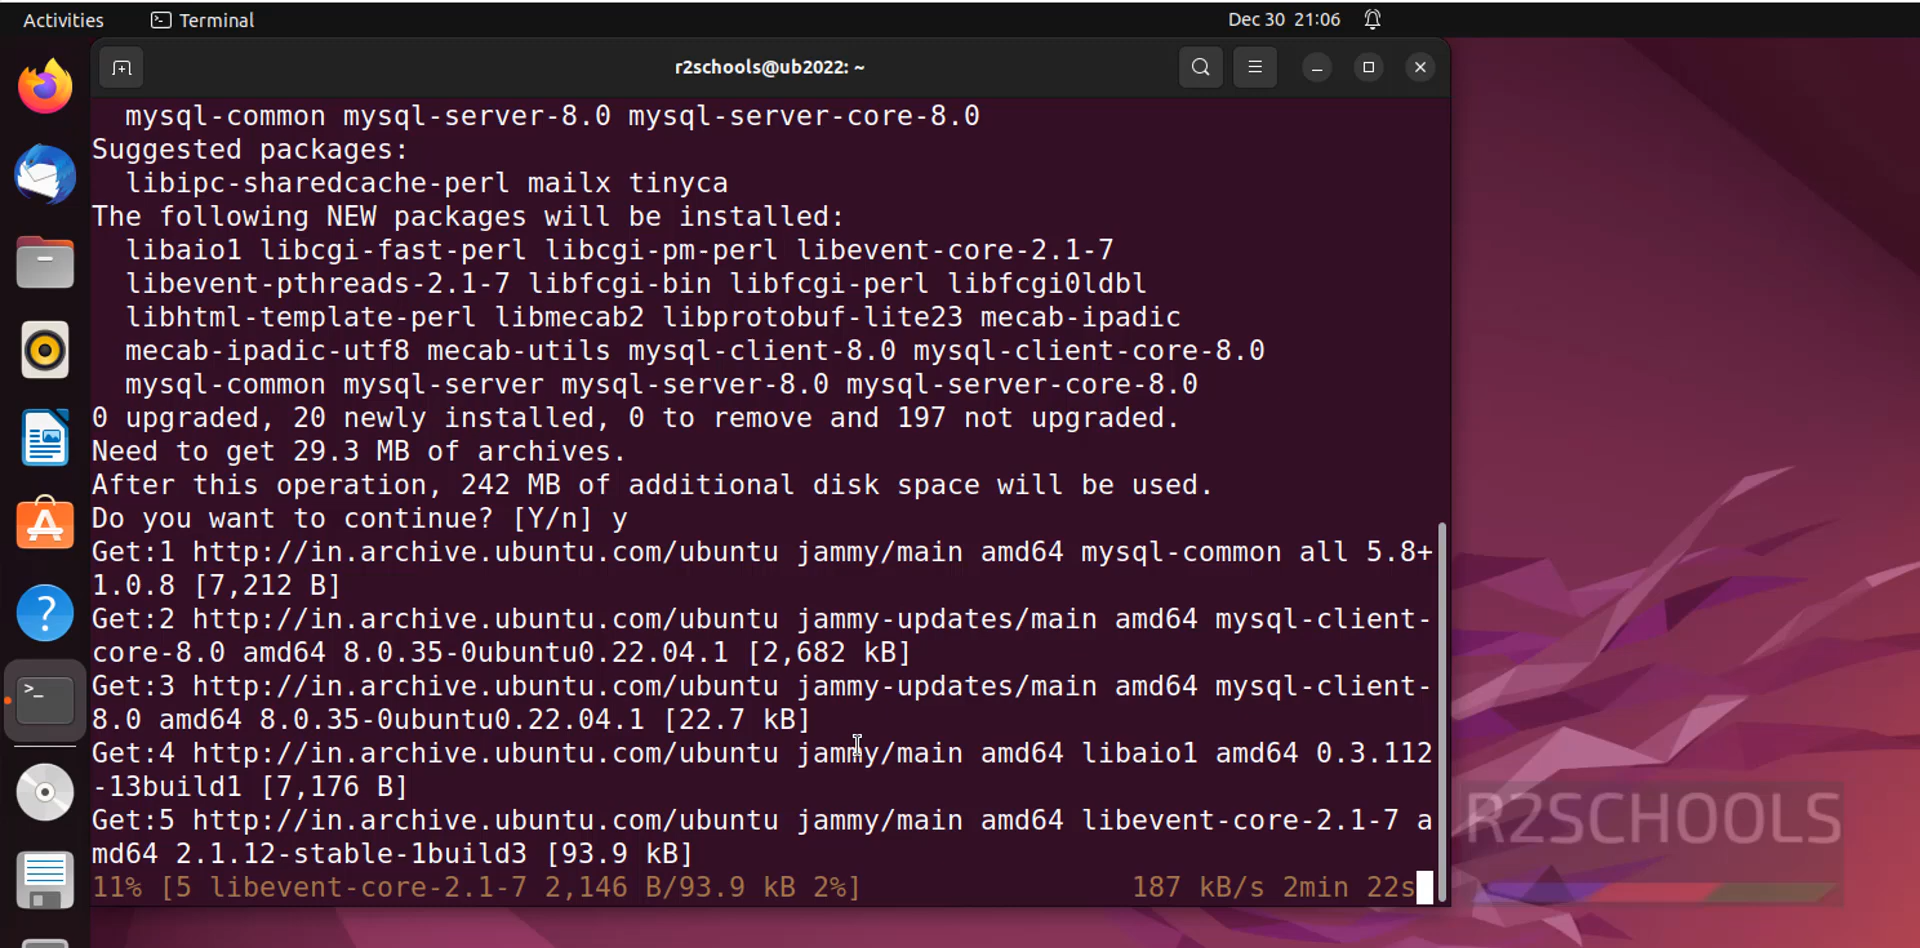 Activities Terminal Dec 30 21:06
r2schools@ub2022: ~
mysql-common mysql-server-8.0 mysql-server-core-8.0
Suggested packages:
libipc-sharedcache-perl mailx tinyca
The following NEW packages will be installed:
libaio1 libcgi-fast-perl libcgi-pm-perl libevent-core-2.1-7
libevent-pthreads-2.1-7 libfcgi-bin libfcgi-perl libfcgi0ldbl
libhtml-template-perl libmecab2 libprotobuf-lite23 mecab-ipadic
mecab-ipadic-utf8 mecab-utils mysql-client-8.0 mysql-client-core-8.0
mysql-common mysql-server mysql-server-8.0 mysql-server-core-8.0
0 upgraded, 20 newly installed, 0 to remove and 197 not upgraded.
Need to get 29.3 MB of archives.
After this operation, 242 MB of additional disk space will be used.
Do you want to continue? [Y/n] y
Get:1 http://in.archive.ubuntu.com/ubuntu jammy/main amd64 mysql-common all 5.8+
1.0.8 [7,212 B]
Get:2 http://in.archive.ubuntu.com/ubuntu jammy-updates/main amd64 mysql-client-
core-8.0 amd64 8.0.35-0ubuntu0.22.04.1 [2,682 kB]
Get:3 http://in.archive.ubuntu.com/ubuntu jammy-updates/main amd64 mysql-client-
8.0 amd64 8.0.35-0ubuntu0.22.04.1 [22.7 kB]
Get:4 http://in.archive.ubuntu.com/ubuntu jammy/main amd64 libaio1 amd64 0.3.112
-13build1 [7,176 B]
Get:5 http://in.archive.ubuntu.com/ubuntu jammy/main amd64 libevent-core-2.1-7 a
md64 2.1.12-stable-1build3 [93.9 kB]
11% [5 libevent-core-2.1-7 2,146 B/93.9 kB 2%] 187 kB/s 2min 22s
R2SCHOOLS